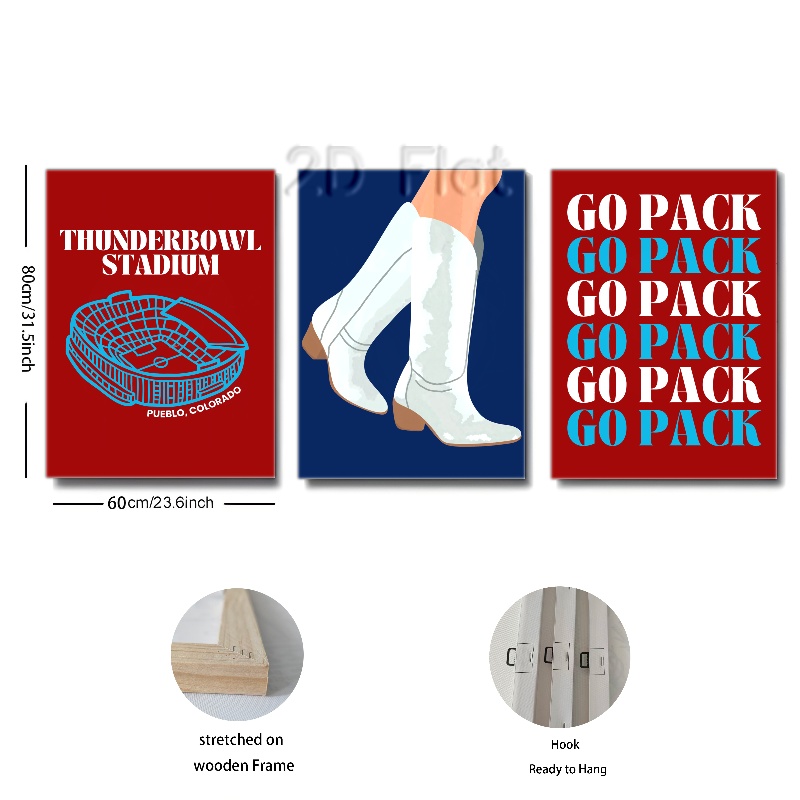 2D Flat
THUNDERBOWL
STADIUM
PUEBLO, COLORADO
GO PACK
GO PACK
GO PACK
GO PACK
GO PACK
GO PACK
80cm/31.5inch
60cm/23.6inch
stretched on
wooden Frame
Hook
Ready to Hang